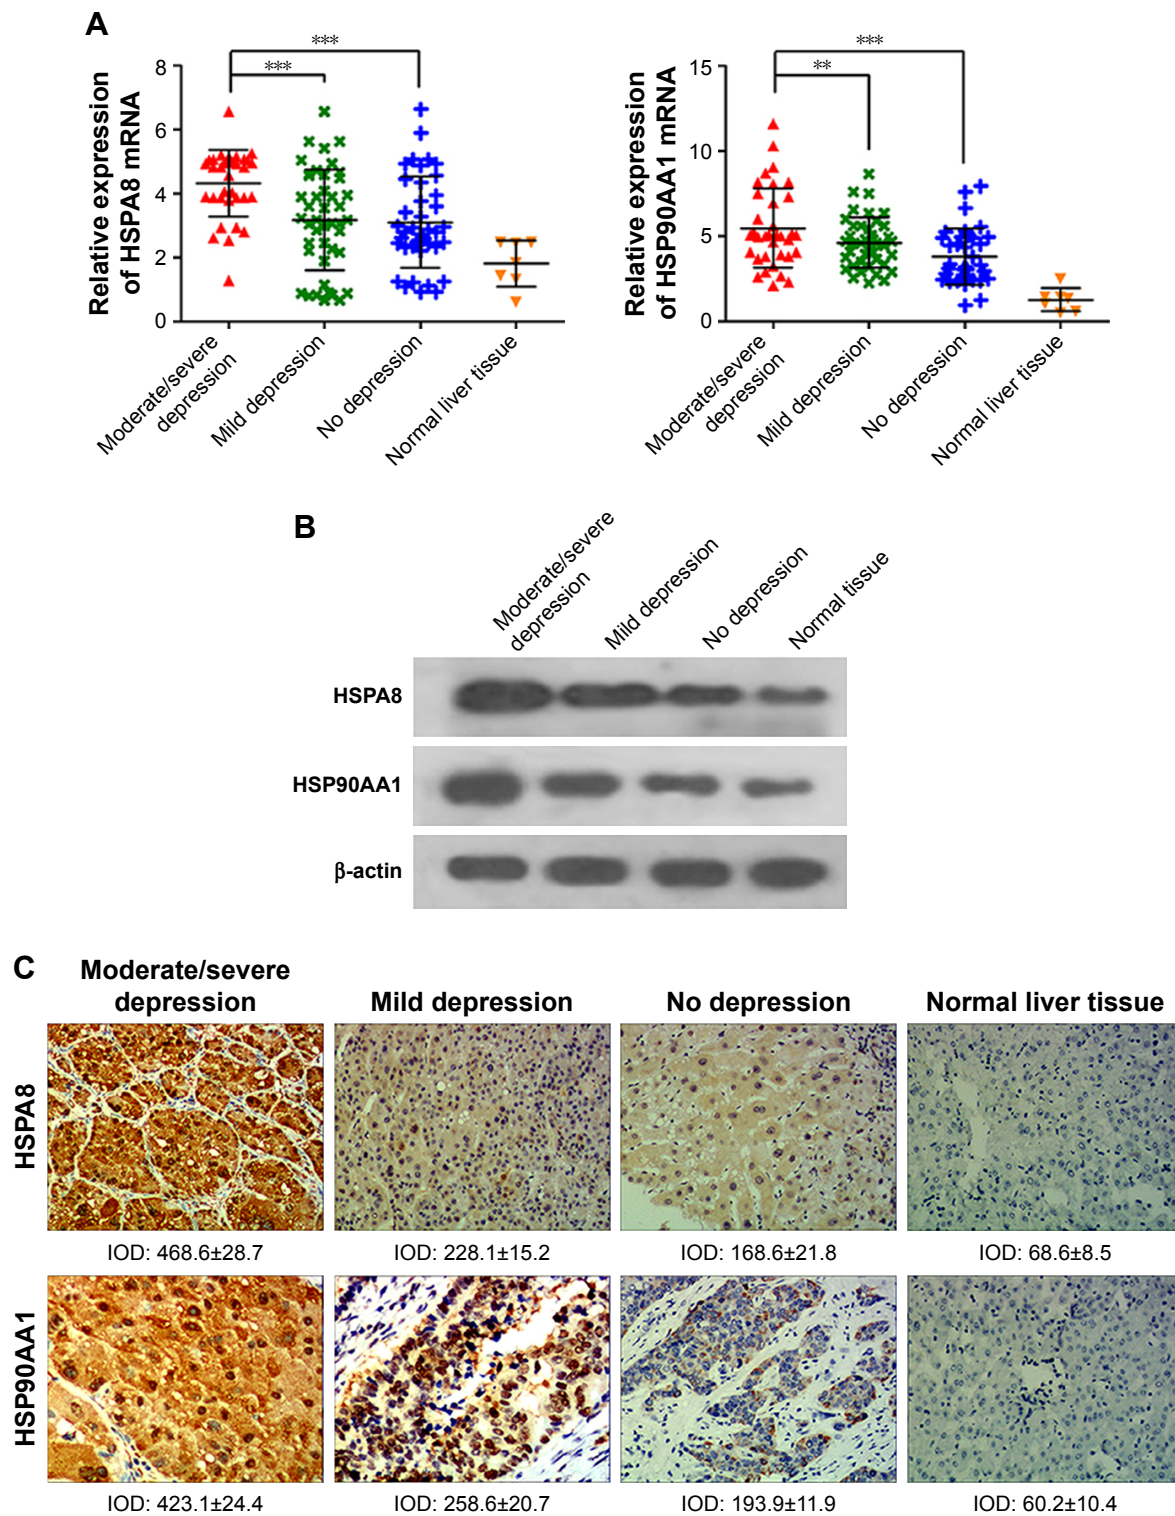 A
Relative expression
of HSPA8 mRNA
8
6
4
2
0
***
***
Moderate/severe
depression
Mild depression
No depression
Normal liver tissue
Relative expression
of HSP90AA1 mRNA
15
10
5
0
***
**
Moderate/severe
depression
Mild depression
No depression
Normal liver tissue
B
Moderate/severe
depression
Mild depression
No depression
Normal tissue
HSPA8
HSP90AA1
β-actin
C
Moderate/severe
depression
Mild depression
No depression
Normal liver tissue
HSPA8
IOD: 468.6±28.7
IOD: 228.1±15.2
IOD: 168.6±21.8
IOD: 68.6±8.5
HSP90AA1
IOD: 423.1±24.4
IOD: 258.6±20.7
IOD: 193.9±11.9
IOD: 60.2±10.4